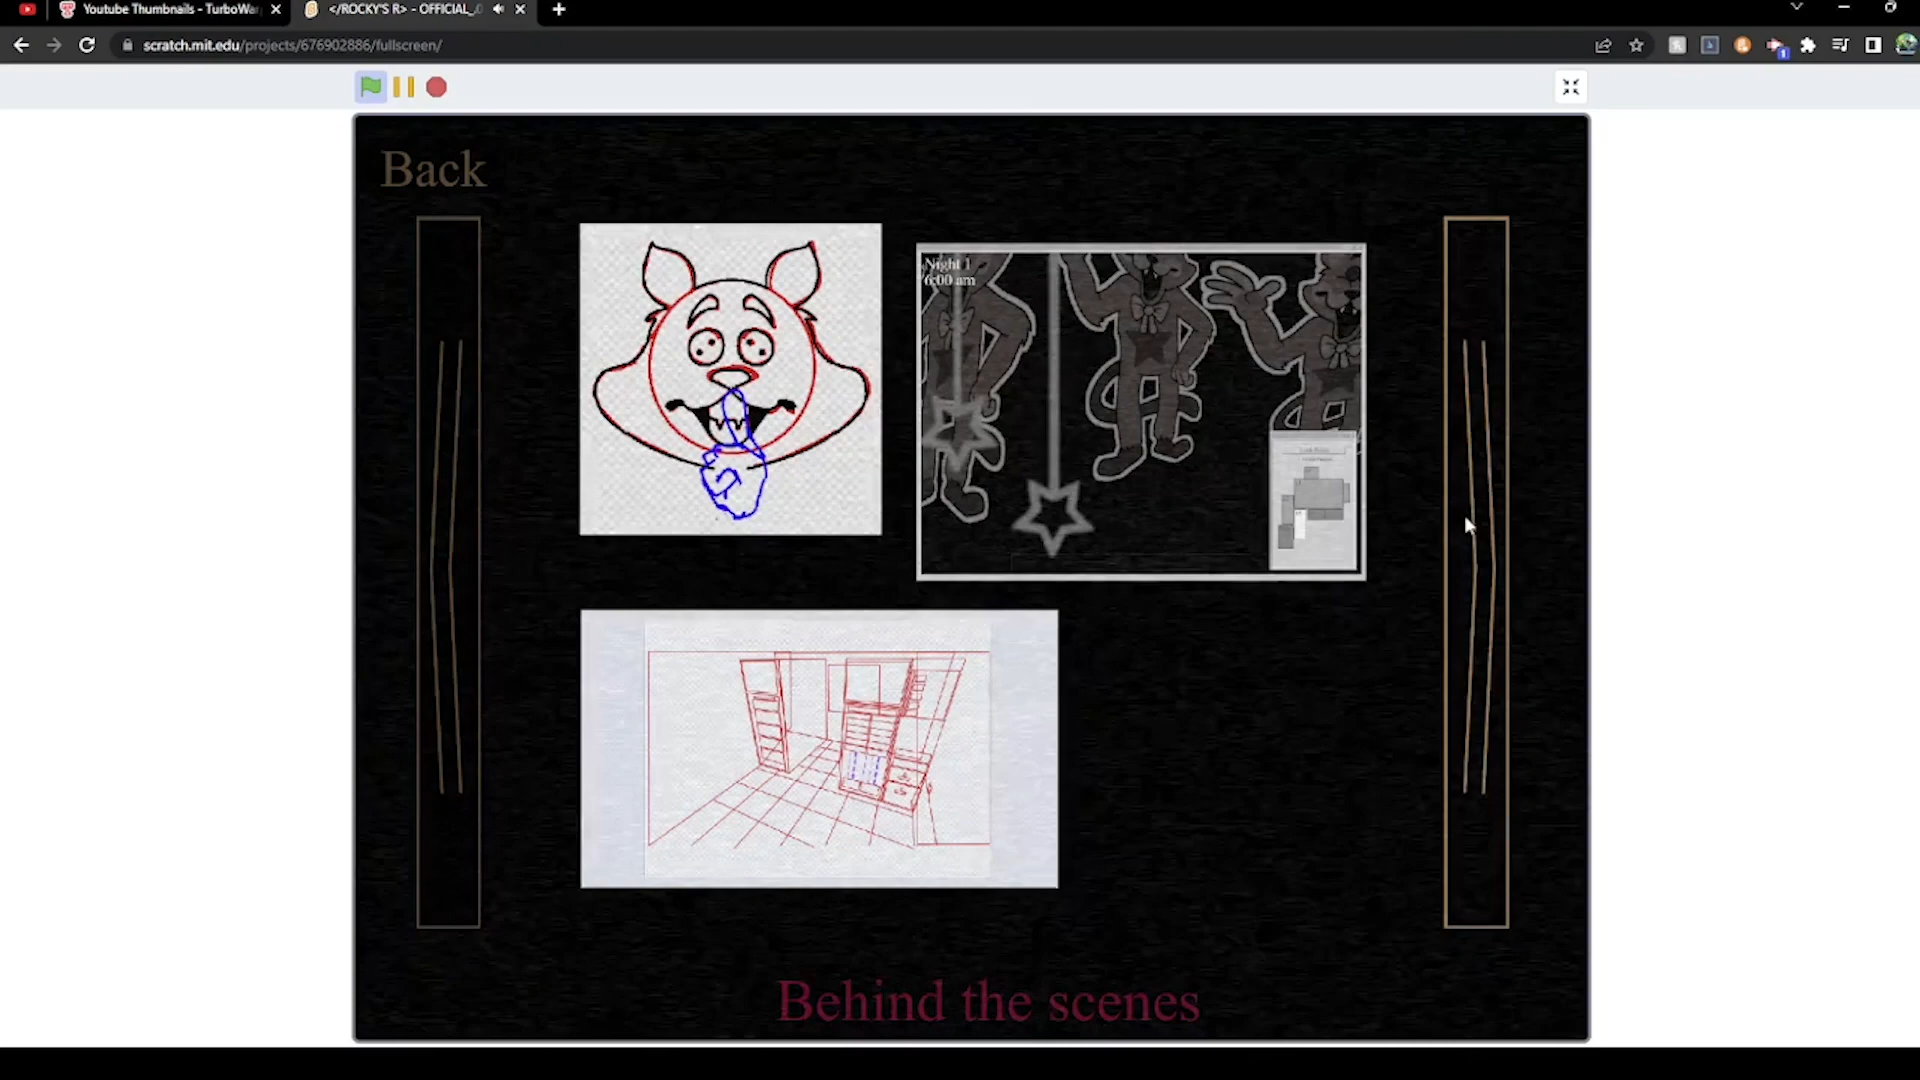 Youtube Thumbnails - TurboWar
</ROCKY'S R> - OFFICIAL_
scratch.mit.edu/projects/676902886/fullscreen/
Back
Night 1
6:00 am
Behind the scenes